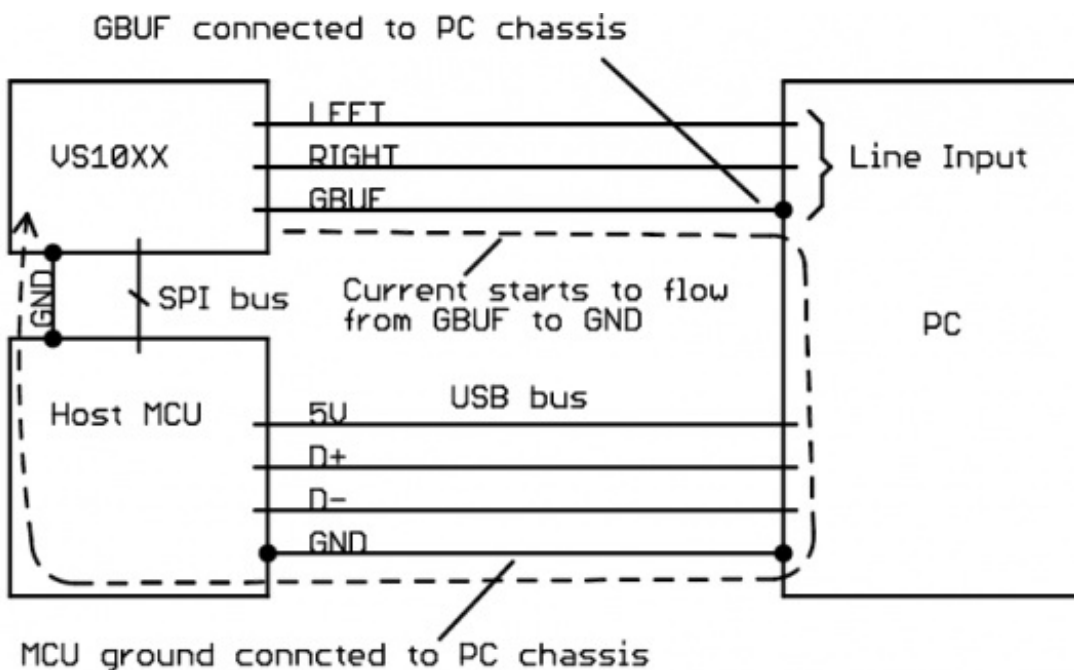 GBUF connected to PC chassis
LEFT
VS10XX
RIGHT
Line Input
GBUF
GND
SPI bus
Current starts to flow
from GBUF to GND
PC
Host MCU
USB bus
5V
D+
D-
GND
MCU ground conncted to PC chassis